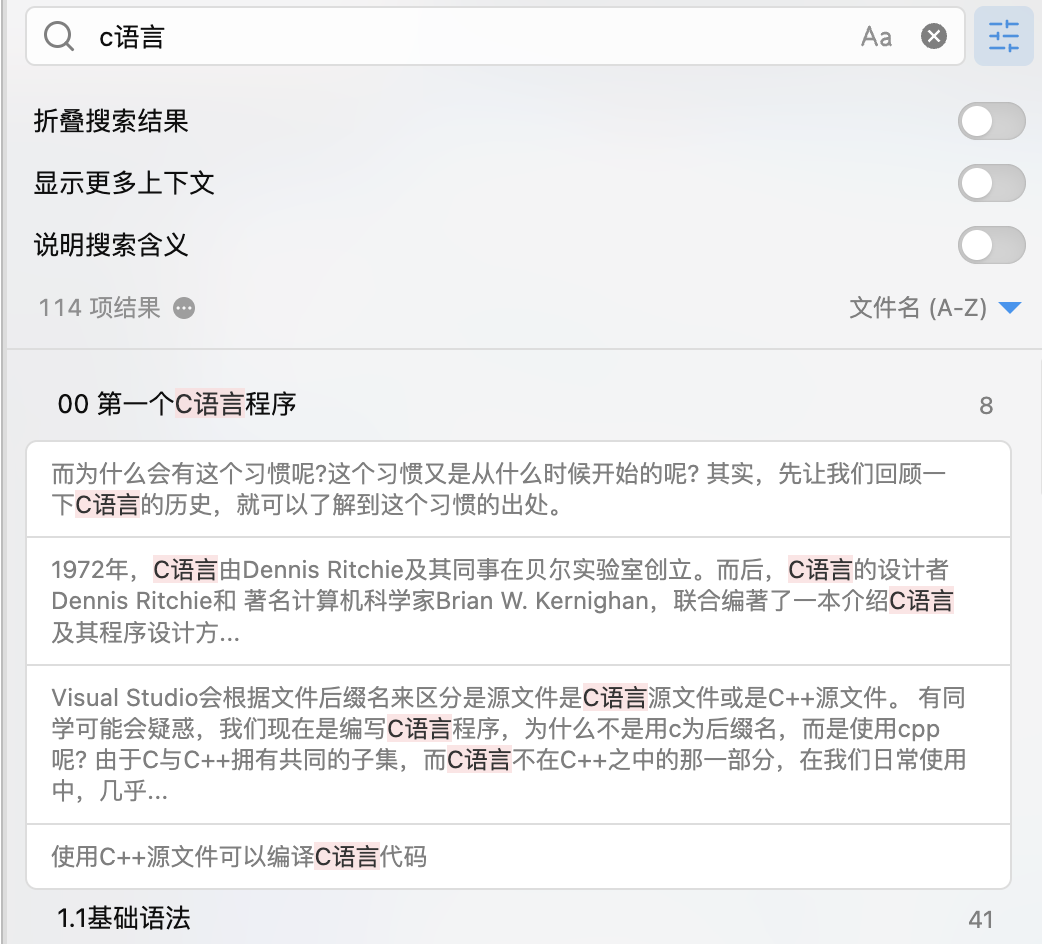 c语言 Aa
折叠搜索结果
显示更多上下文
说明搜索含义
114 项结果 文件名 (A-Z)
00 第一个C语言程序 8
而为什么会有这个习惯呢?这个习惯又是从什么时候开始的呢? 其实，先让我们回顾一
下C语言的历史，就可以了解到这个习惯的出处。
1972年，C语言由Dennis Ritchie及其同事在贝尔实验室创立。而后，C语言的设计者
Dennis Ritchie和 著名计算机科学家Brian W. Kernighan，联合编著了一本介绍C语言
及其程序设计方...
Visual Studio会根据文件后缀名来区分是源文件是C语言源文件或是C++源文件。 有同
学可能会疑惑，我们现在是编写C语言程序，为什么不是用c为后缀名，而是使用cpp
呢? 由于C与C++拥有共同的子集，而C语言不在C++之中的那一部分，在我们日常使用
中，几乎...
使用C++源文件可以编译C语言代码
1.1基础语法 41